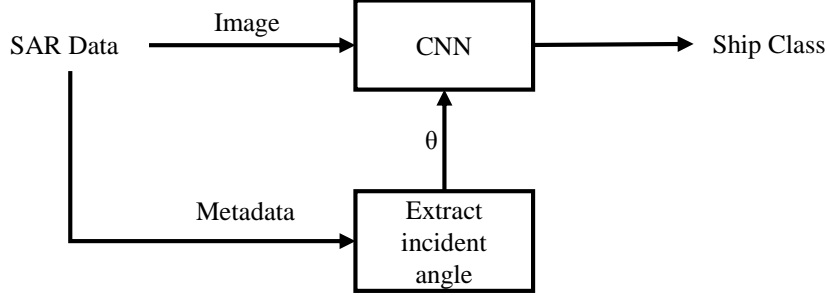 Image
SAR Data
CNN
Ship Class
θ
Metadata
Extract
incident
angle